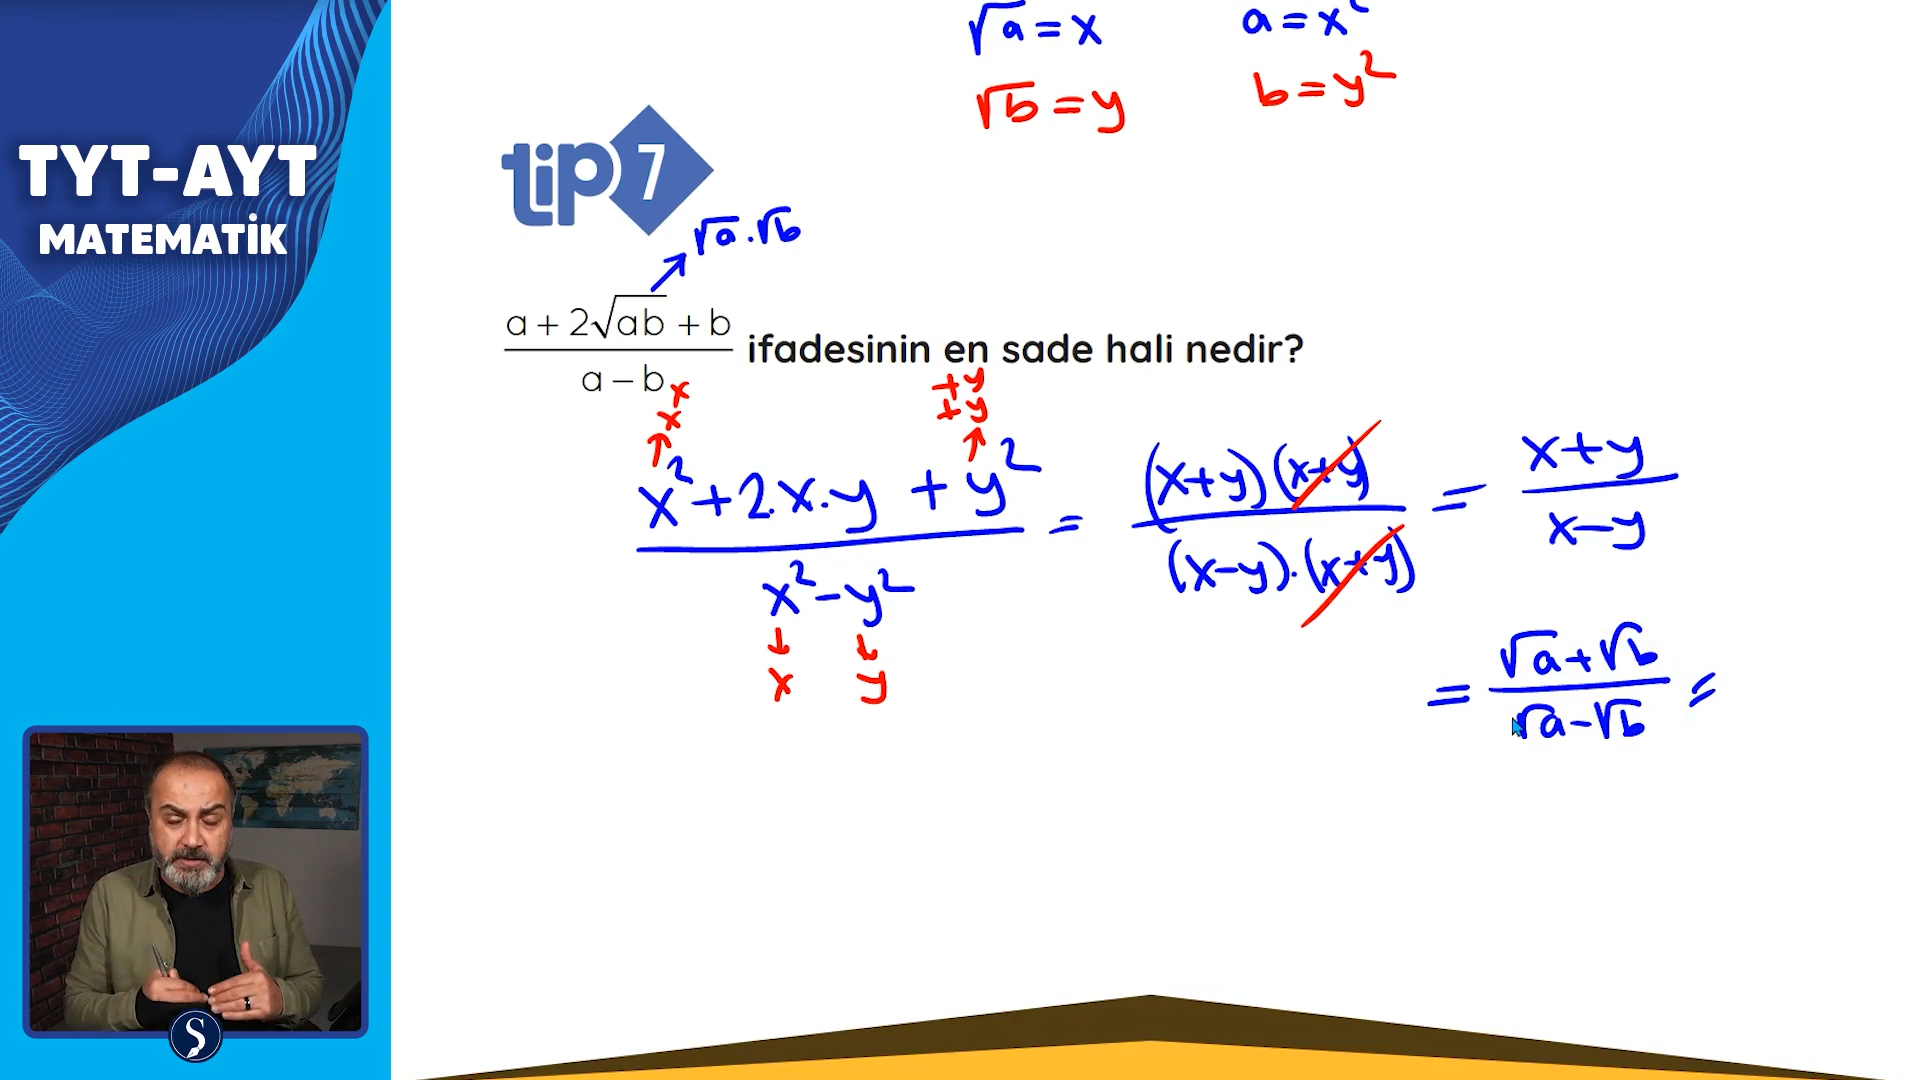 √a = x a = x²
√b = y b = y²
TYT-AYT
MATEMATİK
tip 7
√a.√b
a + 2√ab + b / a − b ifadesinin en sade hali nedir?
x +y
x +y
x² + 2.x.y + y² / x² − y² = (x+y)(x+y) / (x−y).(x+y) = x+y / x−y
x y
= √a+√b / √a−√b =
S